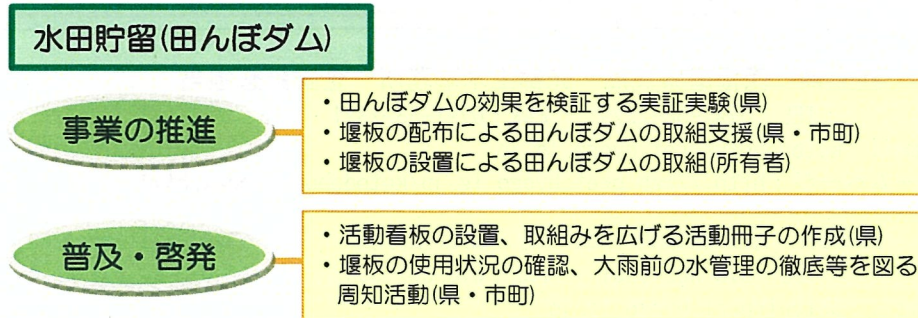 水田貯留(田んぼダム)
事業の推進
・田んぼダムの効果を検証する実証実験(県)
・堰板の配布による田んぼダムの取組支援(県・市町)
・堰板の設置による田んぼダムの取組(所有者)
普及・啓発
・活動看板の設置、取組みを広げる活動冊子の作成(県)
・堰板の使用状況の確認、大雨前の水管理の徹底等を図る
周知活動(県・市町)